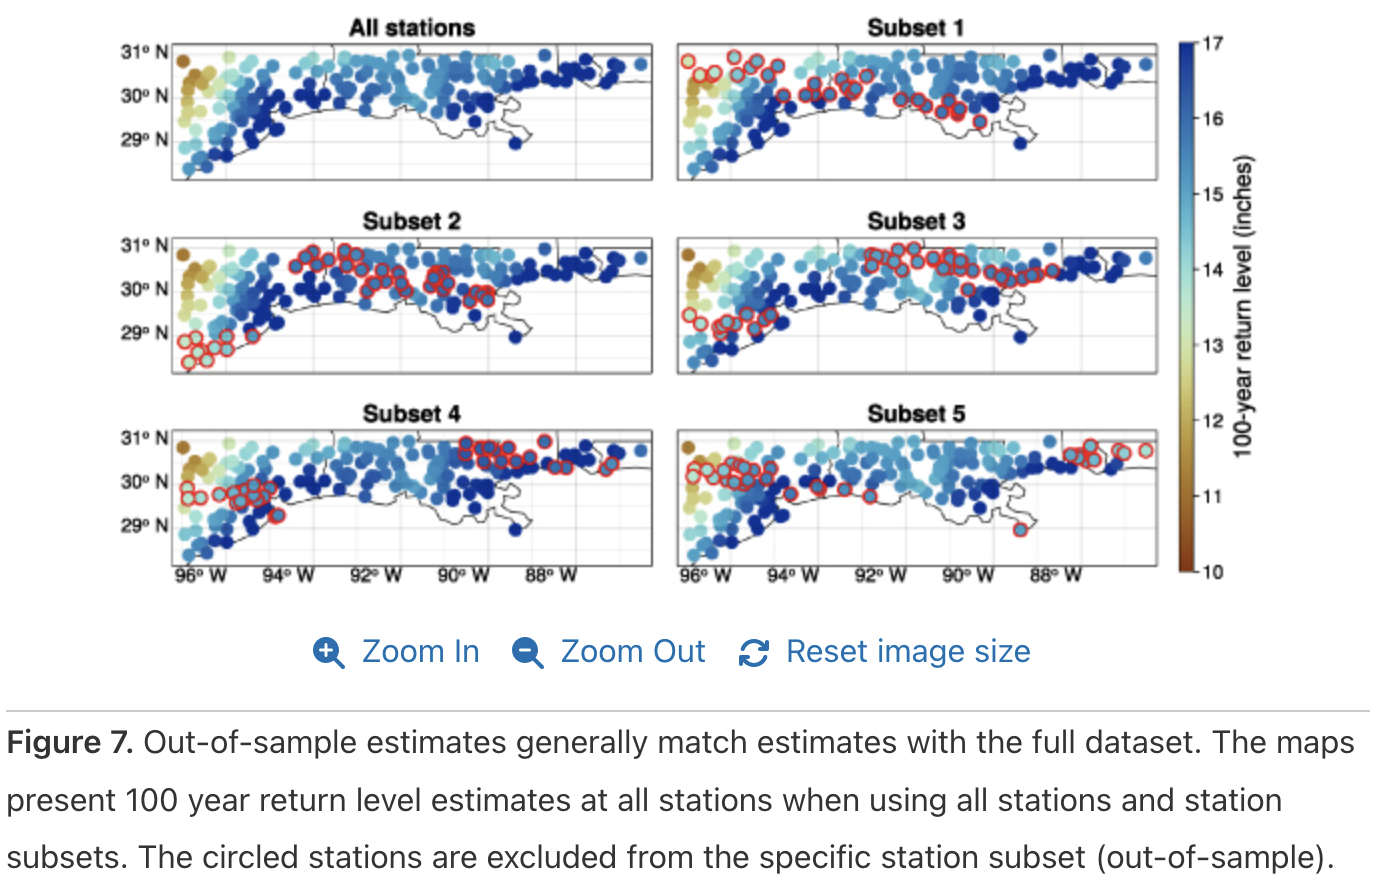 All stations
Subset 1
31° N
30° N
29° N
Subset 2
Subset 3
31° N
30° N
29° N
Subset 4
Subset 5
31° N
30° N
29° N
96° W 94° W 92° W 90° W 88° W
96° W 94° W 92° W 90° W 88° W
17
16
15
14
13
12
11
10
100-year return level (inches)
Zoom In Zoom Out Reset image size
Figure 7. Out-of-sample estimates generally match estimates with the full dataset. The maps
present 100 year return level estimates at all stations when using all stations and station
subsets. The circled stations are excluded from the specific station subset (out-of-sample).